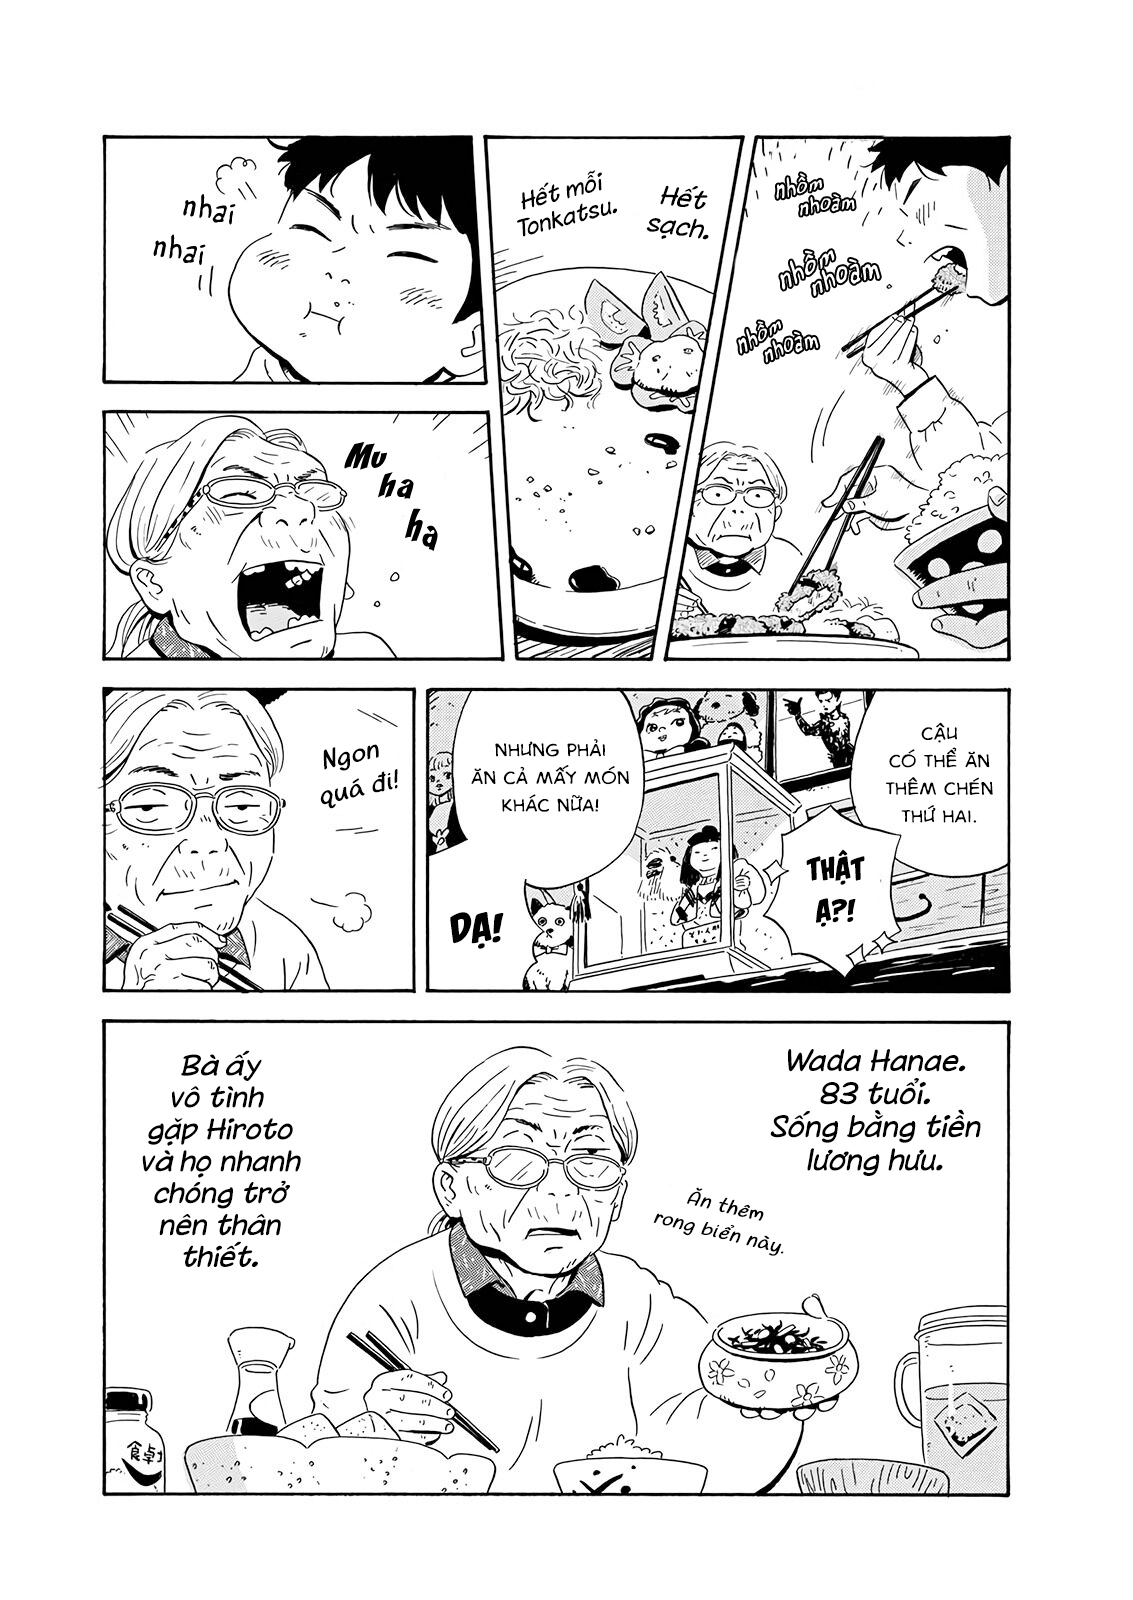 nhồm
nhoàm
nhồm
nhoàm
nhồm
nhoàm
Hết
sạch.
Hết mỗi
Tonkatsu.
nhai
nhai
Mu
ha
ha
CẬU
CÓ THỂ ĂN
THÊM CHÉN
THỨ HAI.
THẬT
Ạ?!
NHƯNG PHẢI
ĂN CẢ MẤY MÓN
KHÁC NỮA!
DẠ!
Ngon
quá đi!
Wada Hanae.
83 tuổi.
Sống bằng tiền
lương hưu.
Ăn thêm
rong biển này.
Bà ấy
vô tình
gặp Hiroto
và họ nhanh
chóng trở
nên thân
thiết.
食卓